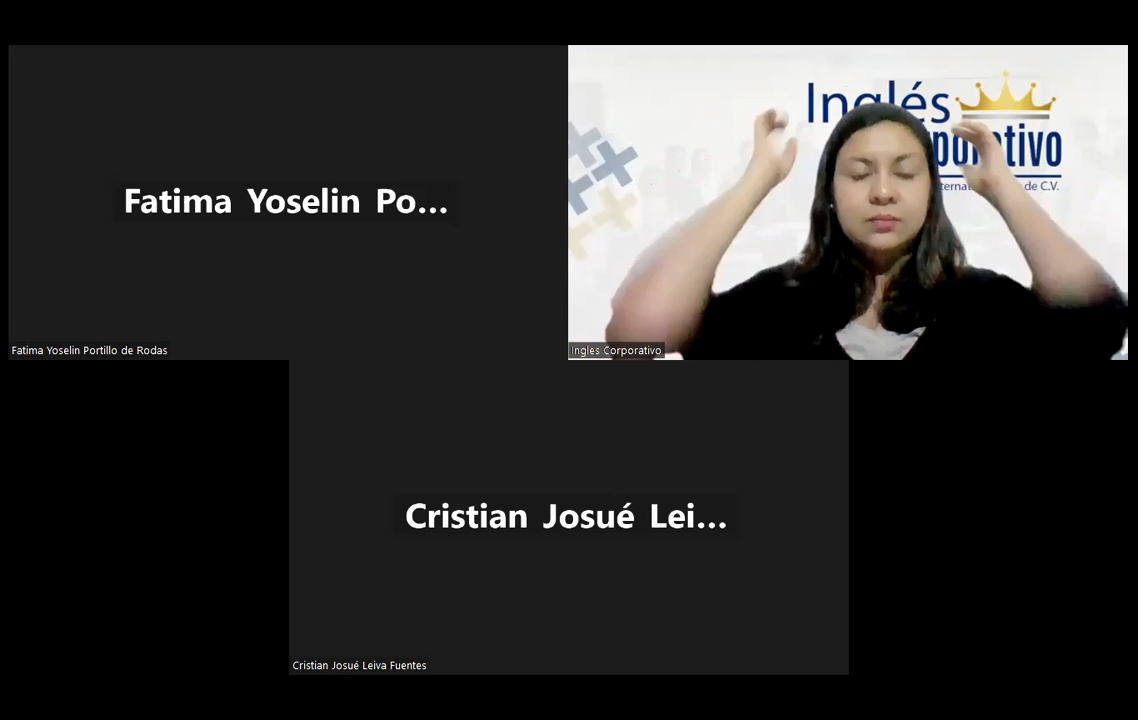 Fatima Yoselin Po...
Fatima Yoselin Portillo de Rodas
Inglés
porativo
de C.V.
Ingles Corporativo
Cristian Josué Lei...
Cristian Josué Leiva Fuentes